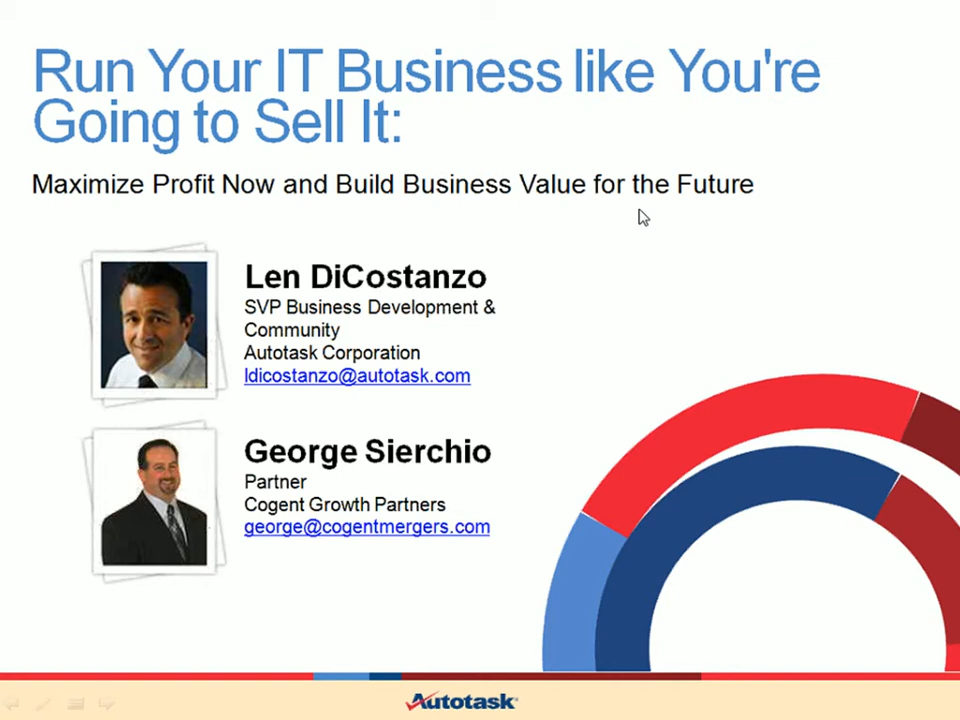 Run Your IT Business like You're
Going to Sell It:
Maximize Profit Now and Build Business Value for the Future
Len DiCostanzo
SVP Business Development &
Community
Autotask Corporation
ldicostanzo@autotask.com
George Sierchio
Partner
Cogent Growth Partners
george@cogentmergers.com
Autotask